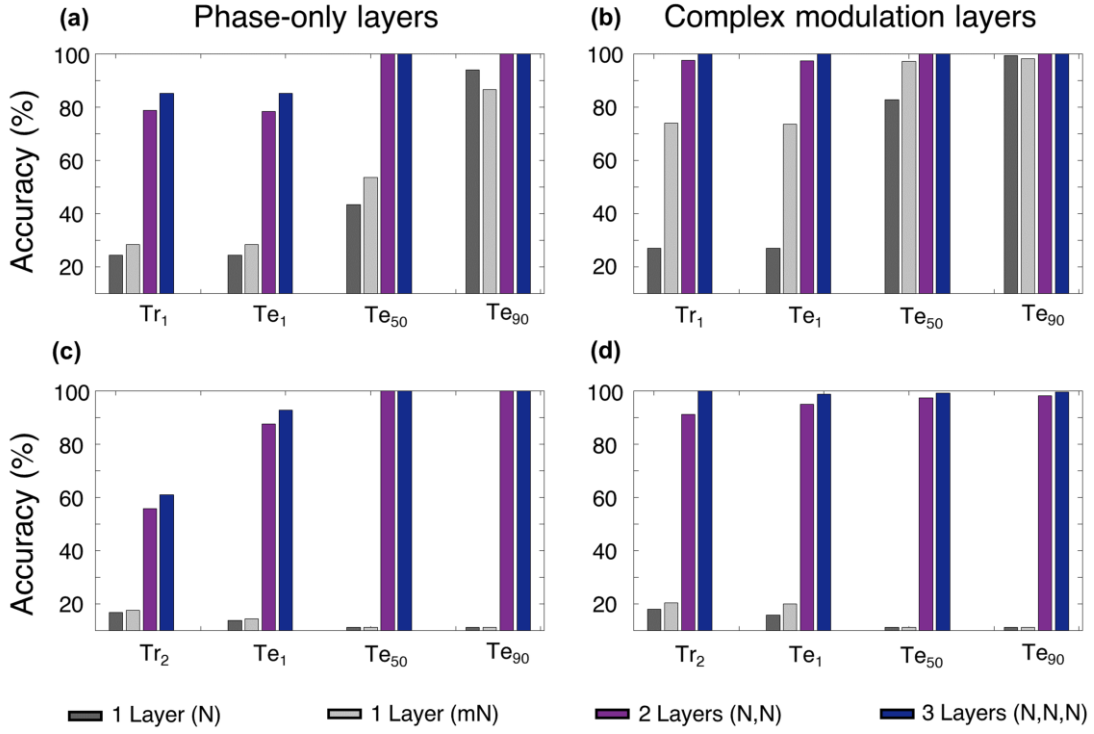 (a) Phase-only layers (b) Complex modulation layers
100 100
80 80
60 60
40 40
20 20
Accuracy (%)
Tr₁ Te₁ Te₅₀ Te₉₀ Tr₁ Te₁ Te₅₀ Te₉₀
(c) (d)
100 100
80 80
60 60
40 40
20 20
Accuracy (%)
Tr₂ Te₁ Te₅₀ Te₉₀ Tr₂ Te₁ Te₅₀ Te₉₀
1 Layer (N) 1 Layer (mN) 2 Layers (N,N) 3 Layers (N,N,N)